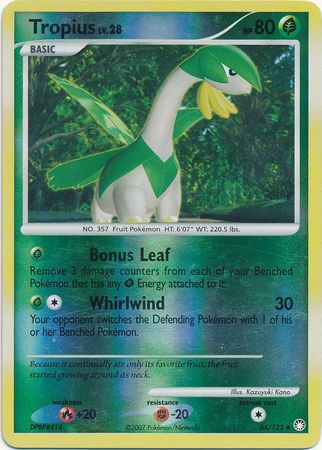 Tropius LV.28 HP 80
BASIC
NO. 357 Fruit Pokémon HT: 6'07" WT: 220.5 lbs.
Bonus Leaf
Remove 3 damage counters from each of your Benched
Pokémon that has any Energy attached to it.
Whirlwind 30
Your opponent switches the Defending Pokémon with 1 of his
or her Benched Pokémon.
Because it continually ate only its favorite fruit, the fruit
started growing around its neck.
Illus. Kazuyuki Kano
weakness resistance retreat cost
+20 -20
DPBP#414 ©2007 Pokémon/Nintendo 64/123